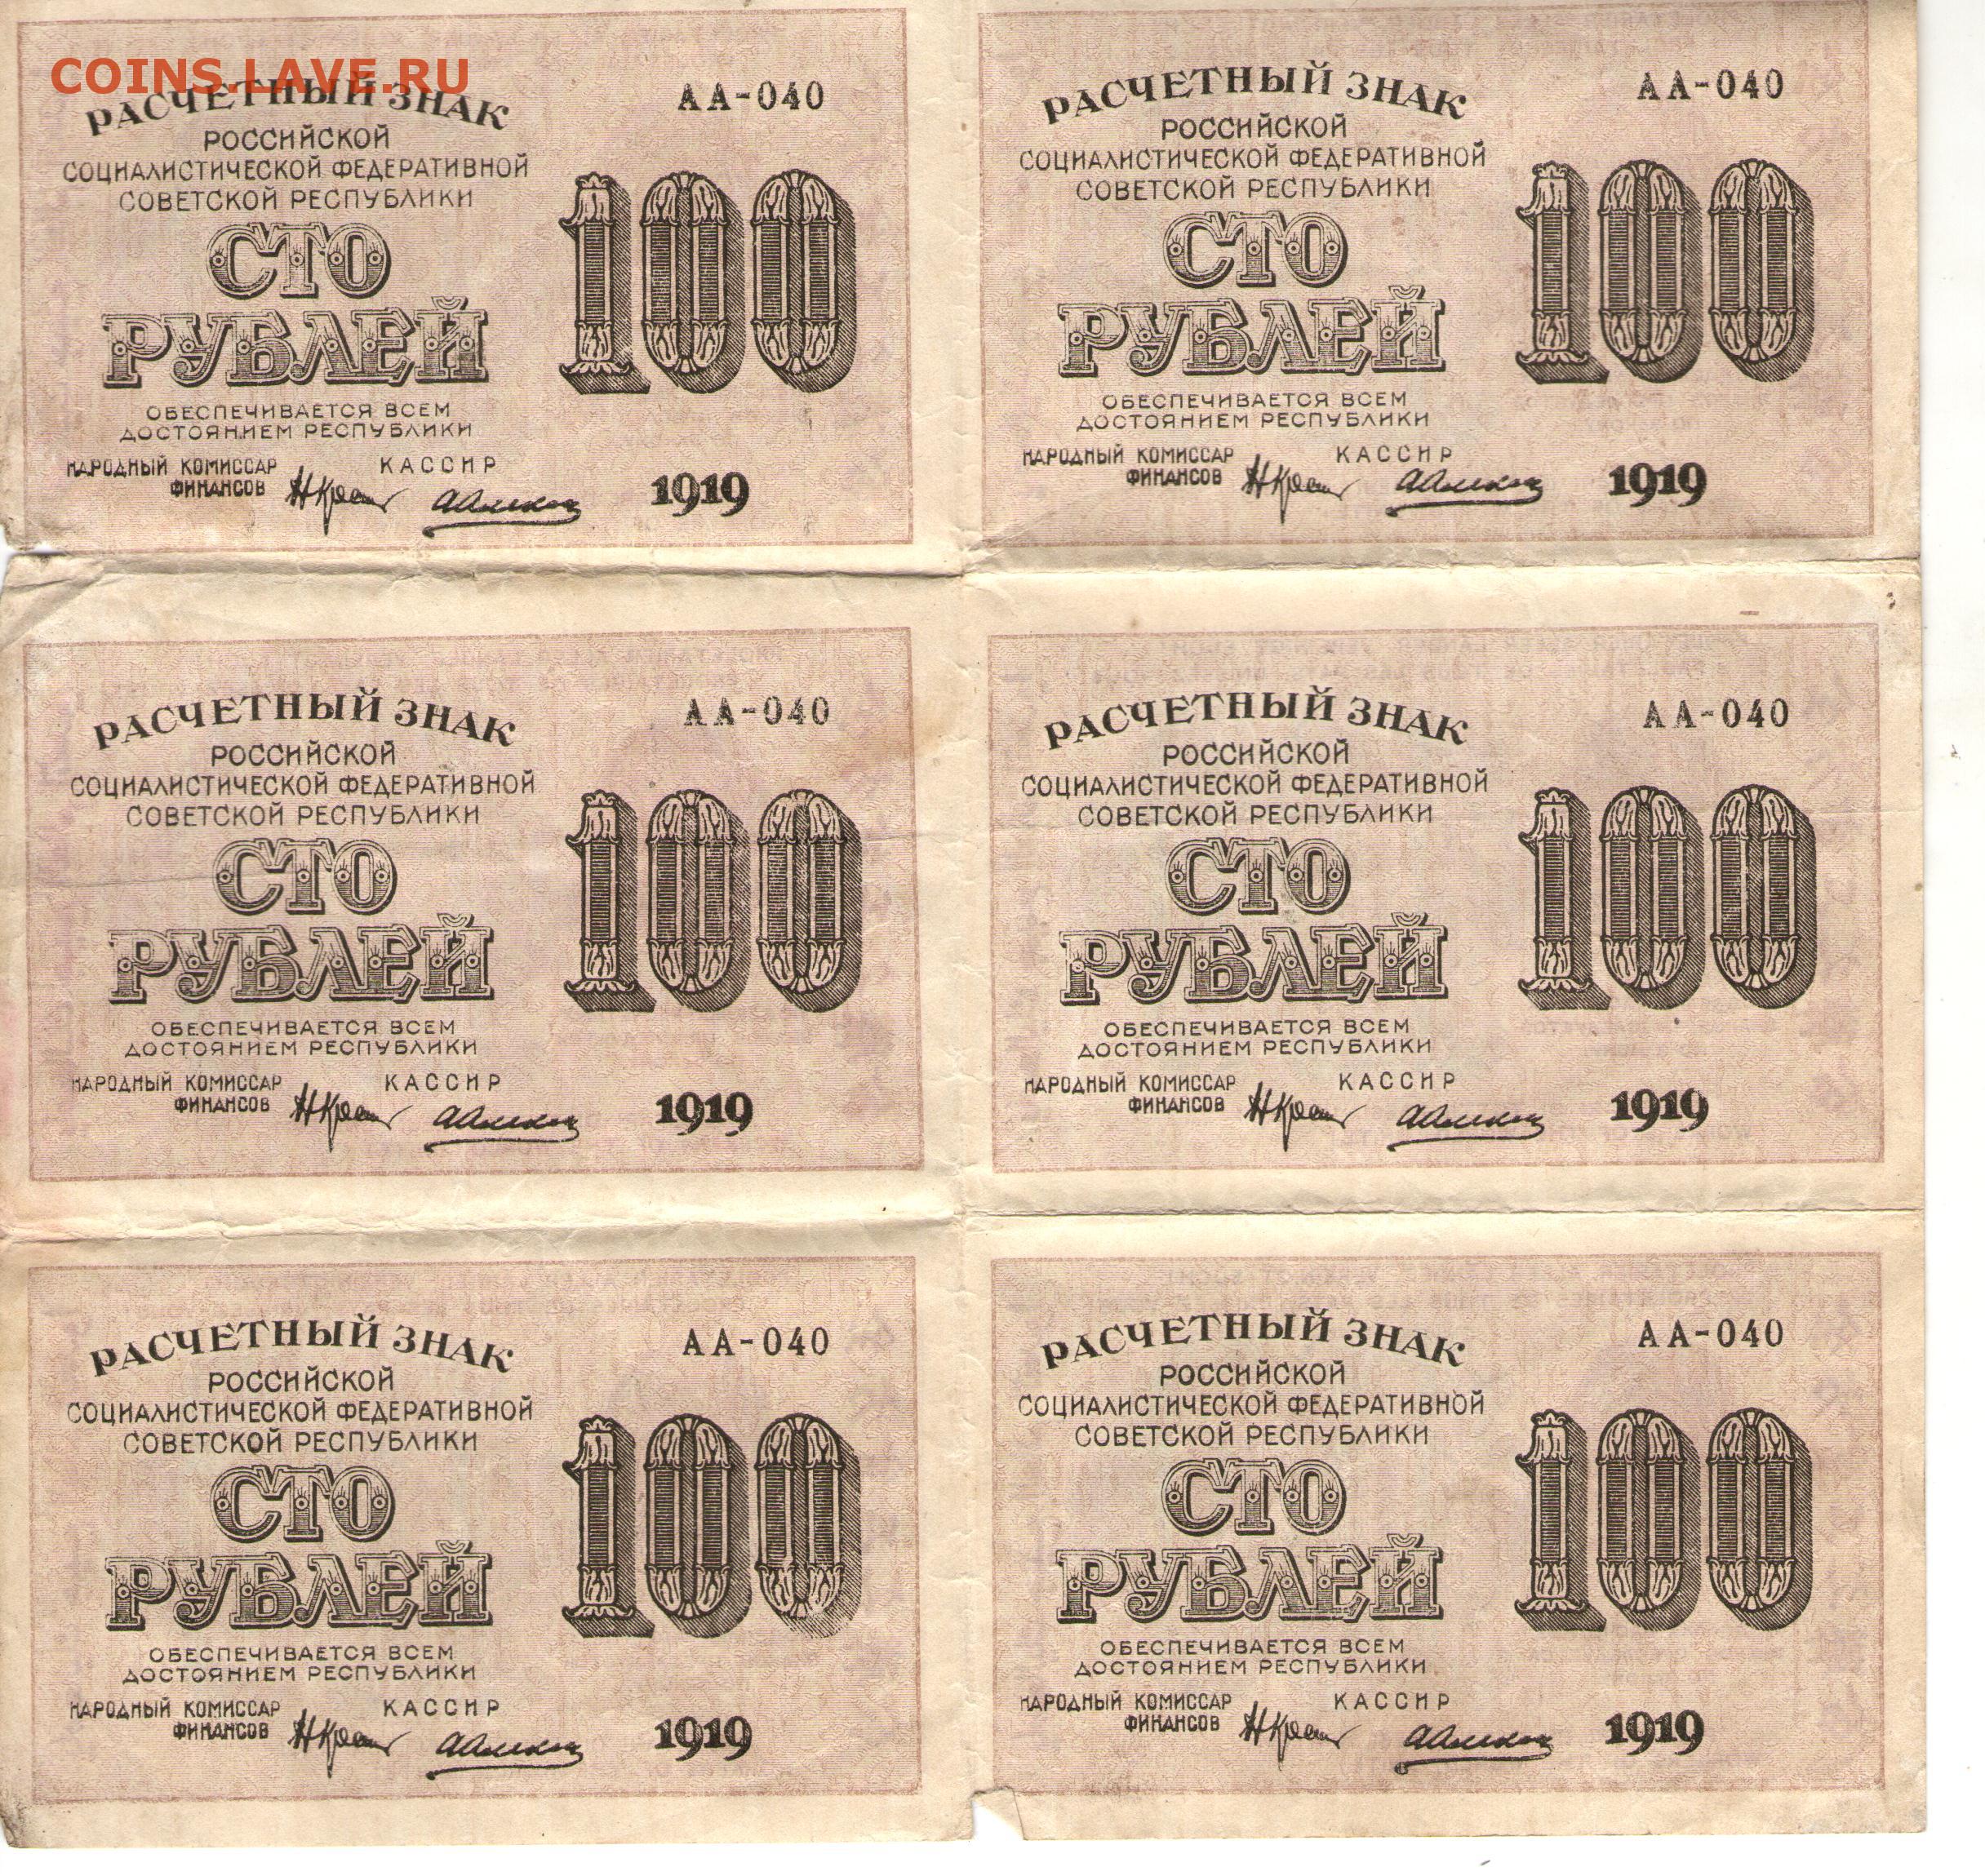 COINS.LAVE.RU
РАСЧЕТНЫЙ ЗНАК
АА-040
РОССИЙСКОЙ
СОЦИАЛИСТИЧЕСКОЙ ФЕДЕРАТИВНОЙ
СОВЕТСКОЙ РЕСПУБЛИКИ
СТО
РУБЛЕЙ
100
ОБЕСПЕЧИВАЕТСЯ ВСЕМ
ДОСТОЯНИЕМ РЕСПУБЛИКИ
НАРОДНЫЙ КОМИССАР
ФИНАНСОВ
КАССИР
1919
РАСЧЕТНЫЙ ЗНАК
АА-040
РОССИЙСКОЙ
СОЦИАЛИСТИЧЕСКОЙ ФЕДЕРАТИВНОЙ
СОВЕТСКОЙ РЕСПУБЛИКИ
СТО
РУБЛЕЙ
100
ОБЕСПЕЧИВАЕТСЯ ВСЕМ
ДОСТОЯНИЕМ РЕСПУБЛИКИ
НАРОДНЫЙ КОМИССАР
ФИНАНСОВ
КАССИР
1919
РАСЧЕТНЫЙ ЗНАК
АА-040
РОССИЙСКОЙ
СОЦИАЛИСТИЧЕСКОЙ ФЕДЕРАТИВНОЙ
СОВЕТСКОЙ РЕСПУБЛИКИ
СТО
РУБЛЕЙ
100
ОБЕСПЕЧИВАЕТСЯ ВСЕМ
ДОСТОЯНИЕМ РЕСПУБЛИКИ
НАРОДНЫЙ КОМИССАР
ФИНАНСОВ
КАССИР
1919
РАСЧЕТНЫЙ ЗНАК
АА-040
РОССИЙСКОЙ
СОЦИАЛИСТИЧЕСКОЙ ФЕДЕРАТИВНОЙ
СОВЕТСКОЙ РЕСПУБЛИКИ
СТО
РУБЛЕЙ
100
ОБЕСПЕЧИВАЕТСЯ ВСЕМ
ДОСТОЯНИЕМ РЕСПУБЛИКИ
НАРОДНЫЙ КОМИССАР
ФИНАНСОВ
КАССИР
1919
РАСЧЕТНЫЙ ЗНАК
АА-040
РОССИЙСКОЙ
СОЦИАЛИСТИЧЕСКОЙ ФЕДЕРАТИВНОЙ
СОВЕТСКОЙ РЕСПУБЛИКИ
СТО
РУБЛЕЙ
100
ОБЕСПЕЧИВАЕТСЯ ВСЕМ
ДОСТОЯНИЕМ РЕСПУБЛИКИ
НАРОДНЫЙ КОМИССАР
ФИНАНСОВ
КАССИР
1919
РАСЧЕТНЫЙ ЗНАК
АА-040
РОССИЙСКОЙ
СОЦИАЛИСТИЧЕСКОЙ ФЕДЕРАТИВНОЙ
СОВЕТСКОЙ РЕСПУБЛИКИ
СТО
РУБЛЕЙ
100
ОБЕСПЕЧИВАЕТСЯ ВСЕМ
ДОСТОЯНИЕМ РЕСПУБЛИКИ
НАРОДНЫЙ КОМИССАР
ФИНАНСОВ
КАССИР
1919